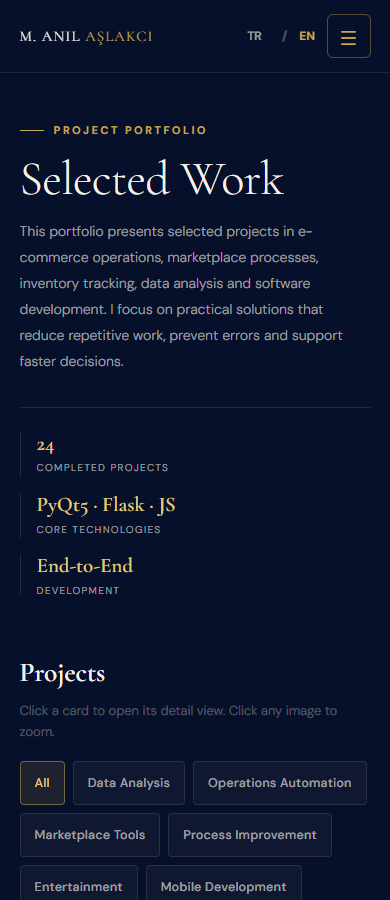 M. ANIL AŞLAKCI
TR / EN
PROJECT PORTFOLIO
Selected Work
This portfolio presents selected projects in e-
commerce operations, marketplace processes,
inventory tracking, data analysis and software
development. I focus on practical solutions that
reduce repetitive work, prevent errors and support
faster decisions.
24
COMPLETED PROJECTS
PyQt5 · Flask · JS
CORE TECHNOLOGIES
End-to-End
DEVELOPMENT
Projects
Click a card to open its detail view. Click any image to
zoom.
All
Data Analysis
Operations Automation
Marketplace Tools
Process Improvement
Entertainment
Mobile Development